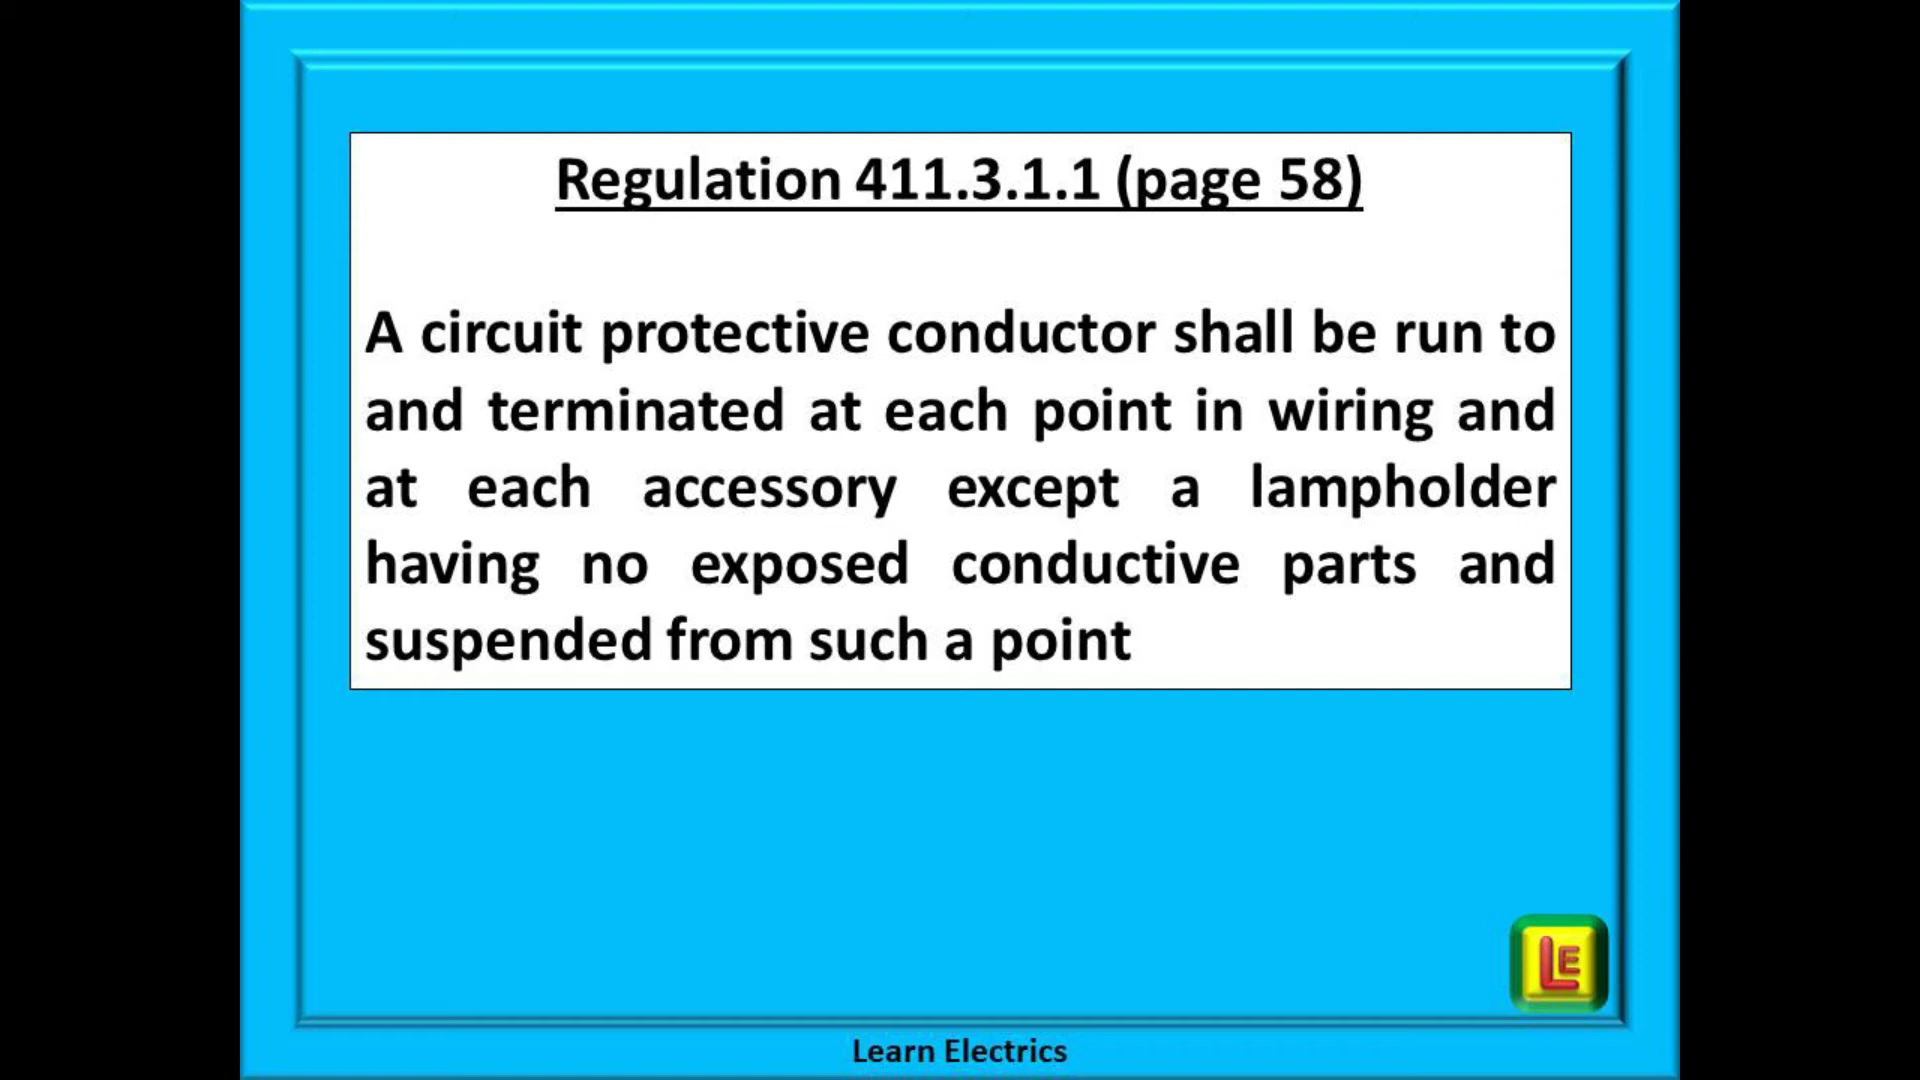 Regulation 411.3.1.1 (page 58)
A circuit protective conductor shall be run to
and terminated at each point in wiring and
at each accessory except a lampholder
having no exposed conductive parts and
suspended from such a point
LE
Learn Electrics